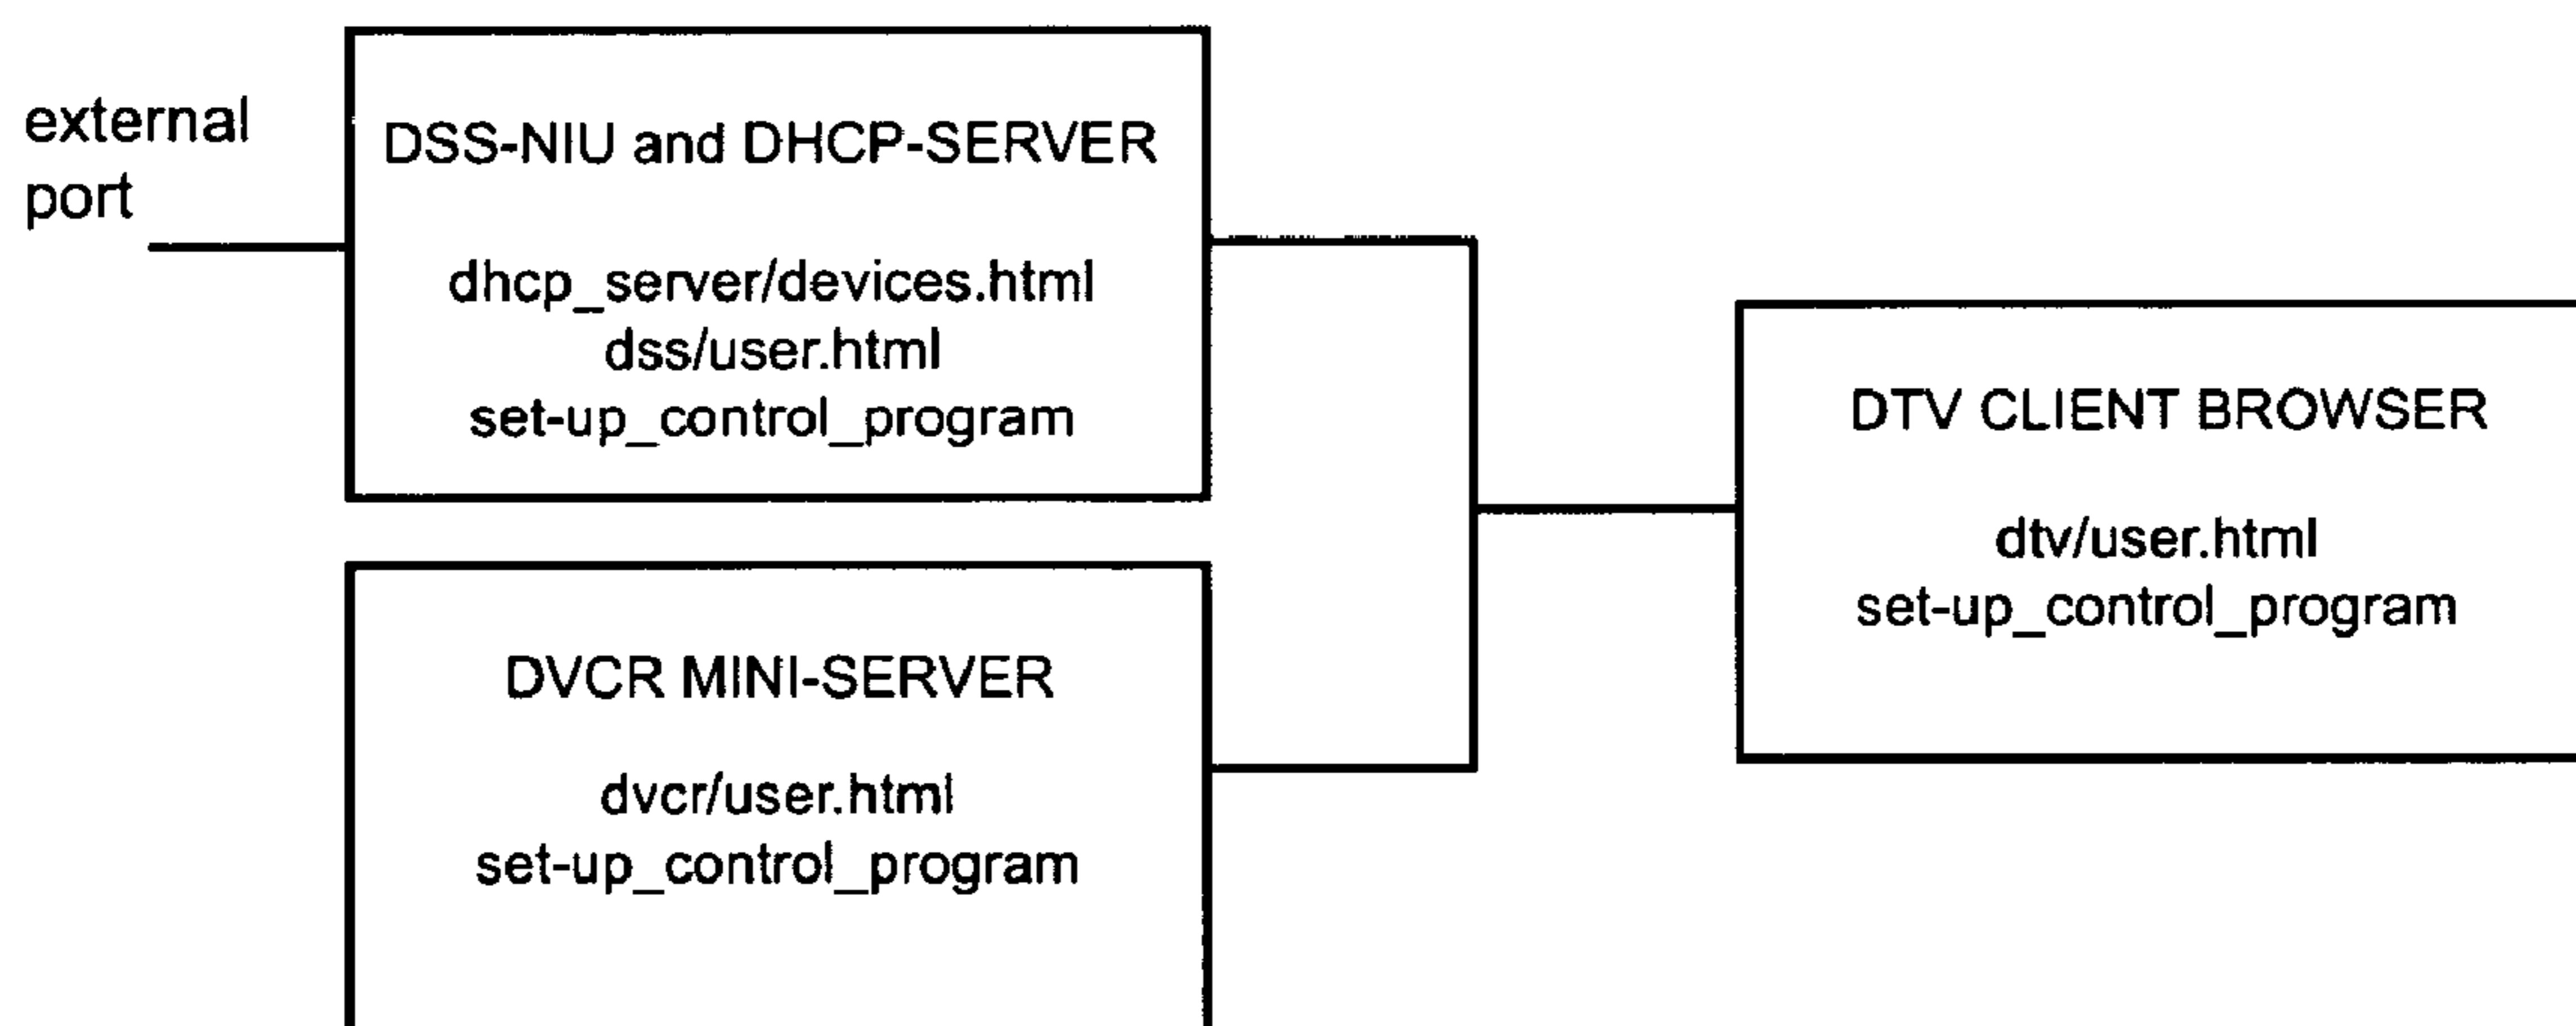 external
port
DSS-NIU and DHCP-SERVER
dhcp_server/devices.html
dss/user.html
set-up_control_program
DVCR MINI-SERVER
dvcr/user.html
set-up_control_program
DTV CLIENT BROWSER
dtv/user.html
set-up_control_program